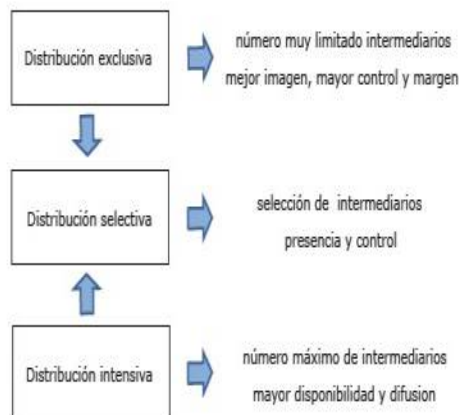 Distribución exclusiva
número muy limitado intermediarios
mejor imagen, mayor control y margen
Distribución selectiva
selección de intermediarios
presencia y control
Distribución intensiva
número máximo de intermediarios
mayor disponibilidad y difusion